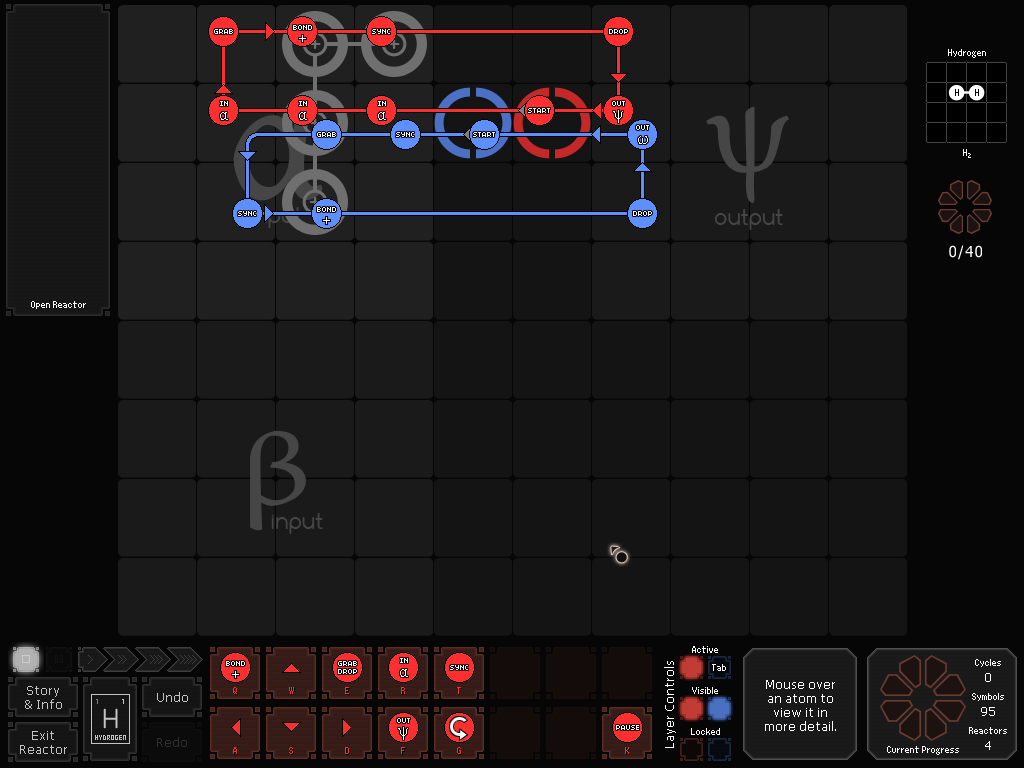 GRAB
BOND +
SYNC
DROP
Hydrogen
H H
H₂
0/40
IN α
IN α
IN α
START
OUT ψ
GRAB
SYNC
START
OUT ω
SYNC
BOND +
DROP
ψ
output
α
Open Reactor
β
input
Story
& Info
Exit
Reactor
1 1
H
HYDROGEN
Undo
Redo
BOND +
Q
W
GRAB
DROP
E
IN α
R
SYNC
T
A
S
D
OUT ψ
F
G
PAUSE
K
Layer Controls
Active
Tab
Visible
Locked
Mouse over
an atom to
view it in
more detail.
Cycles
0
Symbols
95
Reactors
4
Current Progress